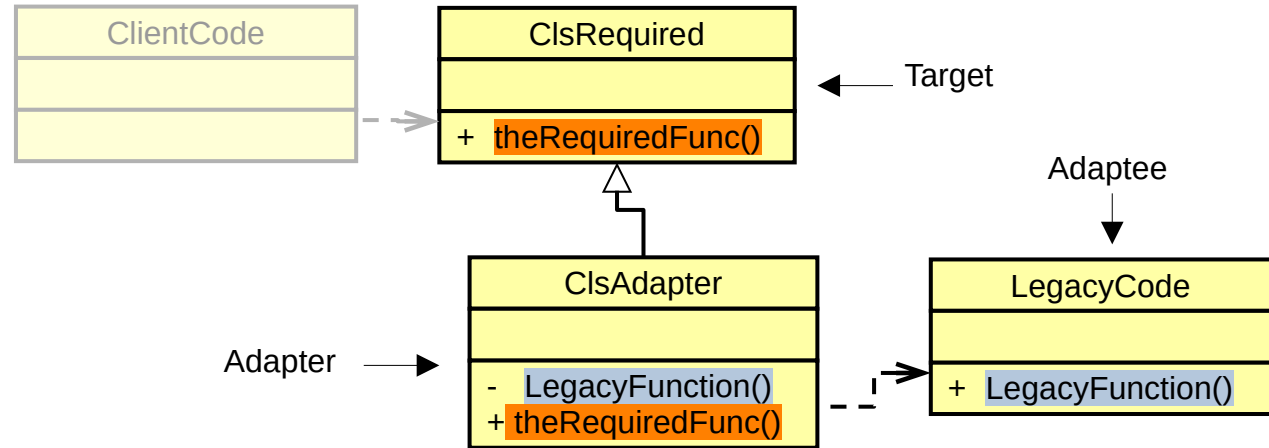 ClientCode
ClsRequired
Target
+ theRequiredFunc()
Adaptee
ClsAdapter
LegacyCode
Adapter
- LegacyFunction()
+ theRequiredFunc()
+ LegacyFunction()